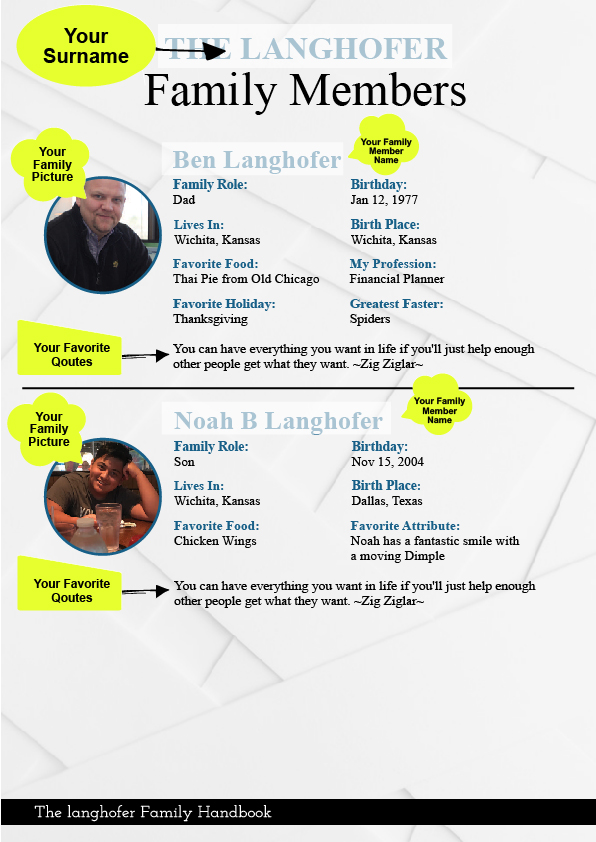 Your
Surname
THE LANGHOFER
Family Members
Your
Family
Picture
Your Family
Member
Name
Ben Langhofer
Family Role:
Dad
Birthday:
Jan 12, 1977
Lives In:
Wichita, Kansas
Birth Place:
Wichita, Kansas
Favorite Food:
Thai Pie from Old Chicago
My Profession:
Financial Planner
Favorite Holiday:
Thanksgiving
Greatest Faster:
Spiders
Your Favorite
Qoutes
You can have everything you want in life if you'll just help enough
other people get what they want. ~Zig Ziglar~
Your
Family
Picture
Your Family
Member
Name
Noah B Langhofer
Family Role:
Son
Birthday:
Nov 15, 2004
Lives In:
Wichita, Kansas
Birth Place:
Dallas, Texas
Favorite Food:
Chicken Wings
Favorite Attribute:
Noah has a fantastic smile with
a moving Dimple
Your Favorite
Qoutes
You can have everything you want in life if you'll just help enough
other people get what they want. ~Zig Ziglar~
The langhofer Family Handbook